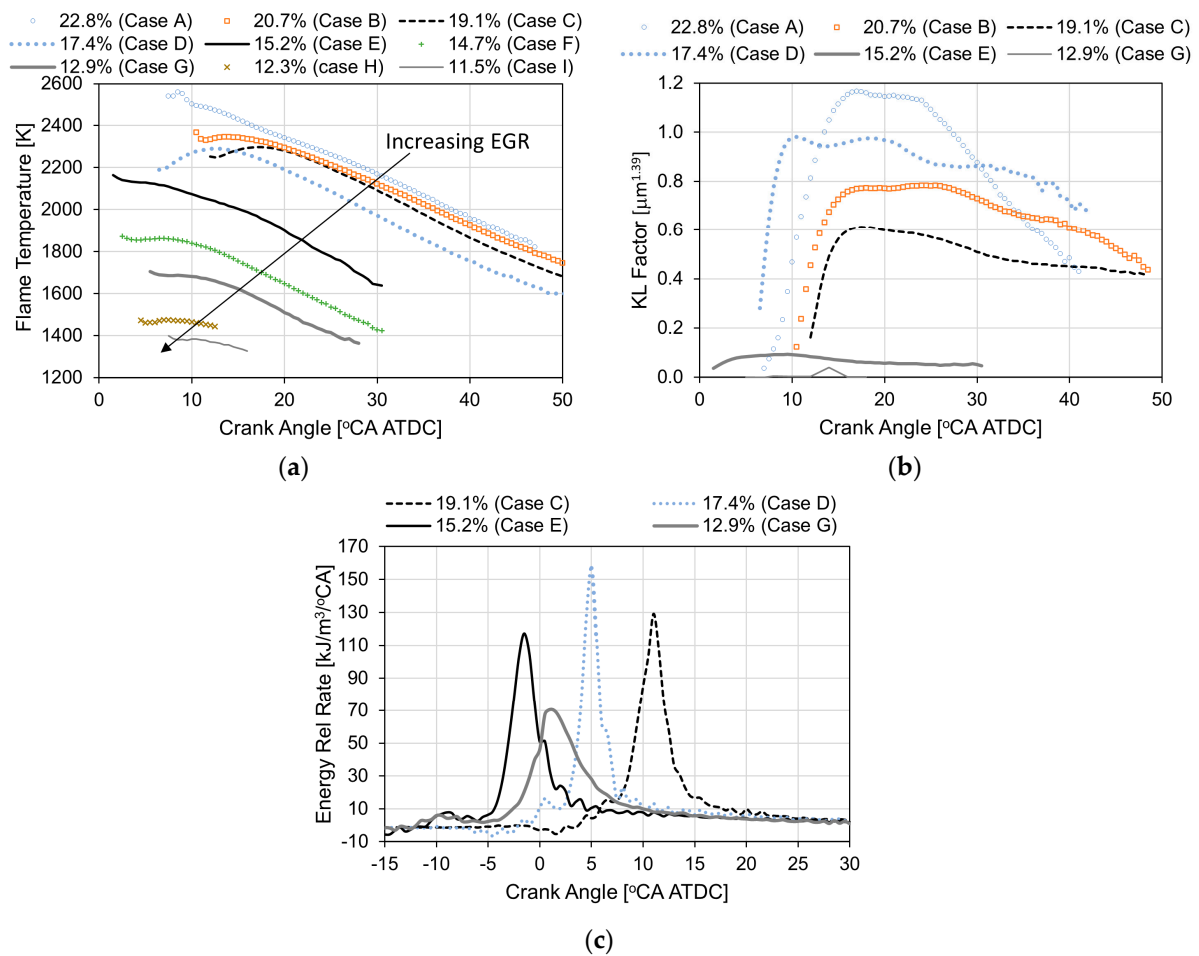 22.8% (Case A) 20.7% (Case B) 19.1% (Case C)
17.4% (Case D) 15.2% (Case E) 14.7% (Case F)
12.9% (Case G) 12.3% (case H) 11.5% (Case I)
2600
2400
2200
2000
1800
1600
1400
1200
Flame Temperature [K]
Increasing EGR
0 10 20 30 40 50
Crank Angle [°CA ATDC]
(a)
22.8% (Case A) 20.7% (Case B) 19.1% (Case C)
17.4% (Case D) 15.2% (Case E) 12.9% (Case G)
1.2
1.0
0.8
0.6
0.4
0.2
0.0
KL Factor [µm1.39]
0 10 20 30 40 50
Crank Angle [°CA ATDC]
(b)
19.1% (Case C) 17.4% (Case D)
15.2% (Case E) 12.9% (Case G)
170
150
130
110
90
70
50
30
10
-10
Energy Rel Rate [kJ/m³/°CA]
-15 -10 -5 0 5 10 15 20 25 30
Crank Angle [°CA ATDC]
(c)